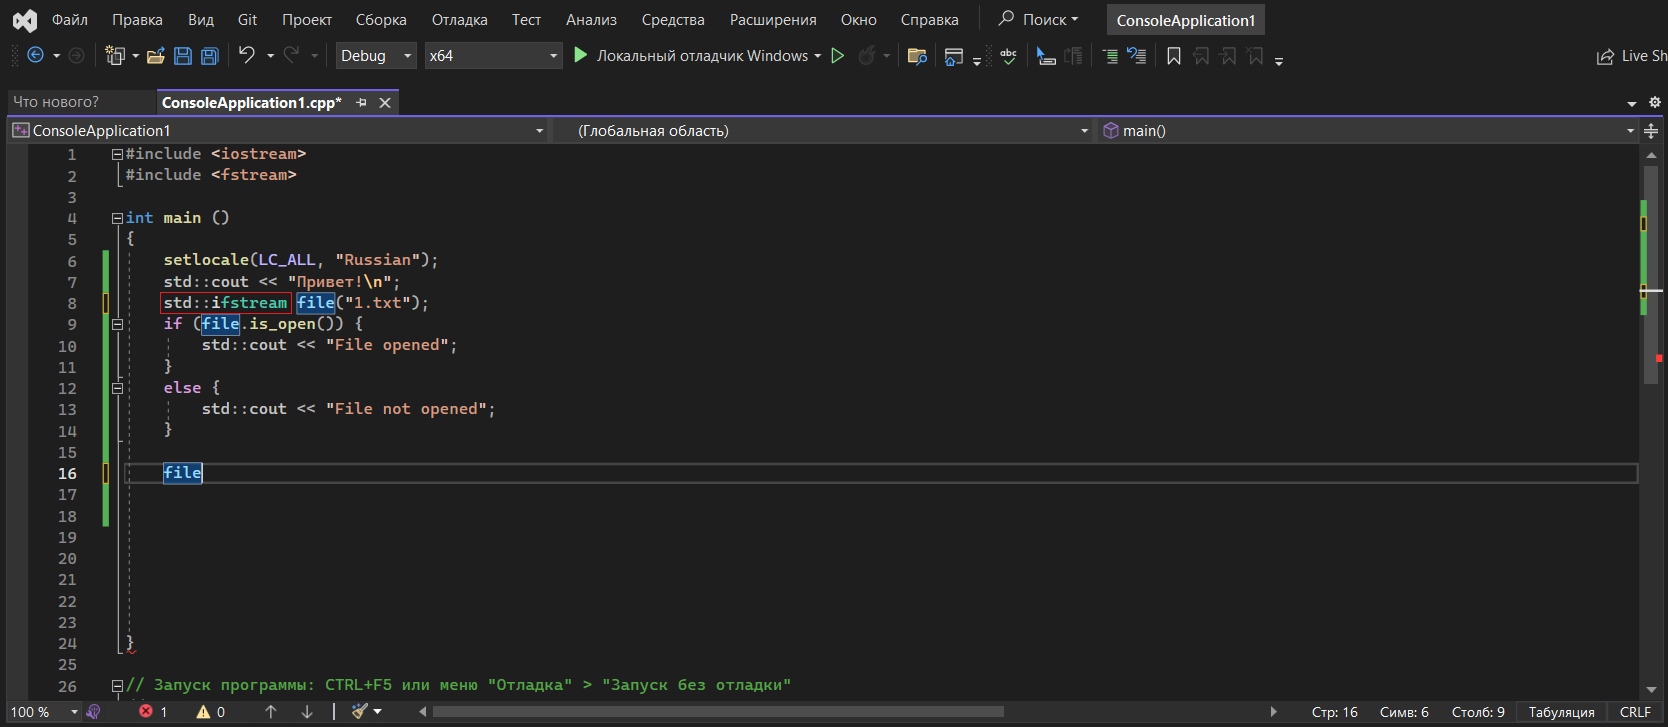 Файл Правка Вид Git Проект Сборка Отладка Тест Анализ Средства Расширения Окно Справка Поиск ConsoleApplication1
Debug x64 Локальный отладчик Windows abc Live Sh
Что нового? ConsoleApplication1.cpp*
ConsoleApplication1 (Глобальная область) main()
1 #include <iostream>
2 #include <fstream>
3
4 int main ()
5 {
6 setlocale(LC_ALL, "Russian");
7 std::cout << "Привет!\n";
8 std::ifstream file("1.txt");
9 if (file.is_open()) {
10 std::cout << "File opened";
11 }
12 else {
13 std::cout << "File not opened";
14 }
15
16 file
17
18
19
20
21
22
23
24 }
25
26 // Запуск программы: CTRL+F5 или меню "Отладка" > "Запуск без отладки"
100 % 1 0 Стр: 16 Симв: 6 Столб: 9 Табуляция CRLF